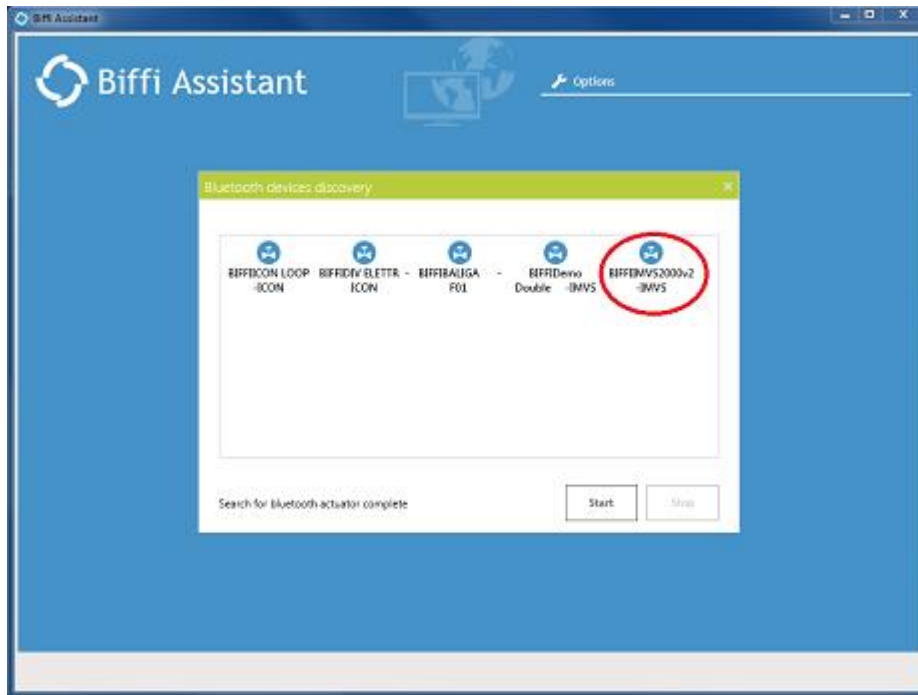 Biffi Assistant
Biffi Assistant
Options
Bluetooth devices discovery
BIFFIICON LOOP
-ICON
BIFFIDIV ELETTR -
ICON
BIFFIBALIGA -
F01
BIFFIDemo
Double -IMVS
BIFFIIMVS2000v2
-IMVS
Search for bluetooth actuator complete
Start
Stop